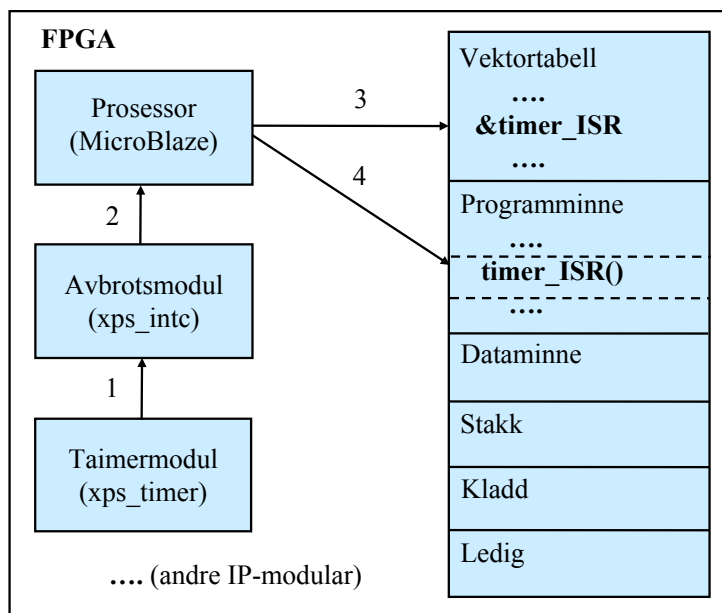 FPGA
Prosessor
(MicroBlaze)
2
Avbrotsmodul
(xps_intc)
1
Taimermodul
(xps_timer)
.... (andre IP-modular)
3
4
Vektortabell
....
&timer_ISR
....
Programminne
....
timer_ISR()
....
Dataminne
Stakk
Kladd
Ledig